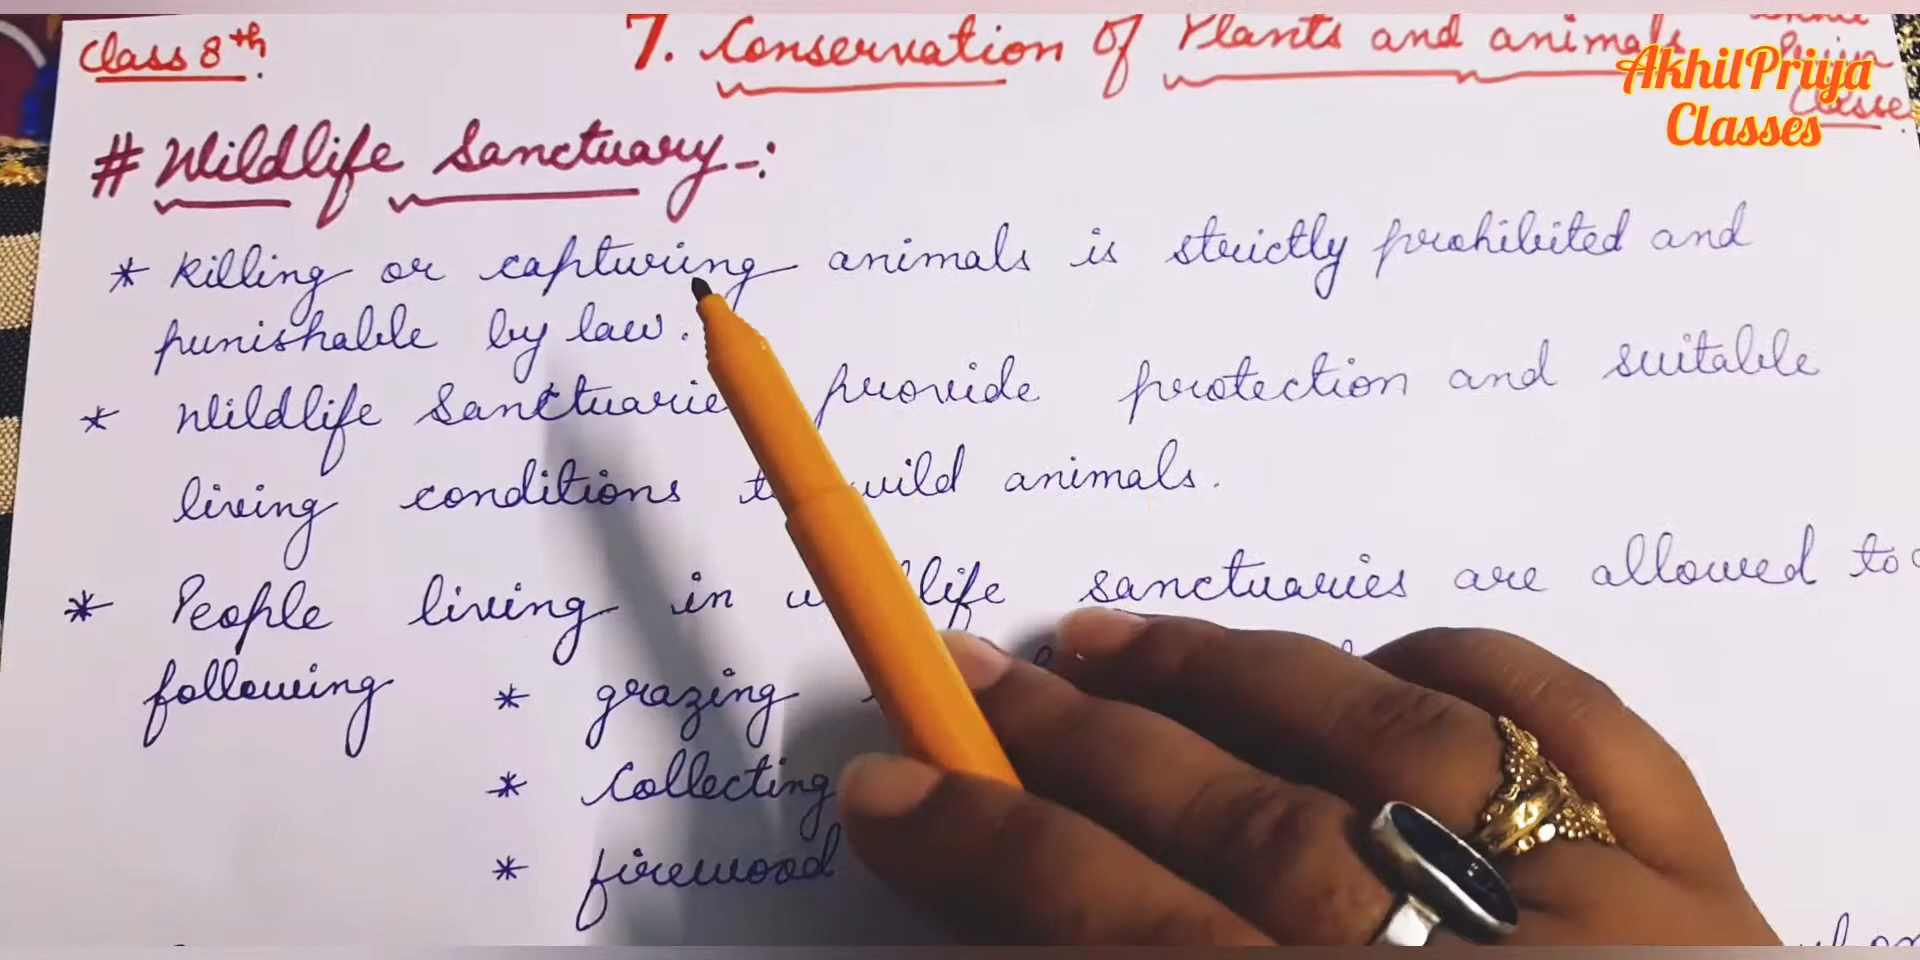 Class 8th.
7. Conservation of Plants and animals
Priya
Classe
AkhilPriya
Classes
# Wildlife Sanctuary-:
* killing or capturing animals is strictly prohibited and
punishable by law.
* Wildlife Sanctuarie provide protection and suitable
living conditions wild animals.
* People living in life sanctuaries are allowed to
following * grazing
* Collecting
* firewood